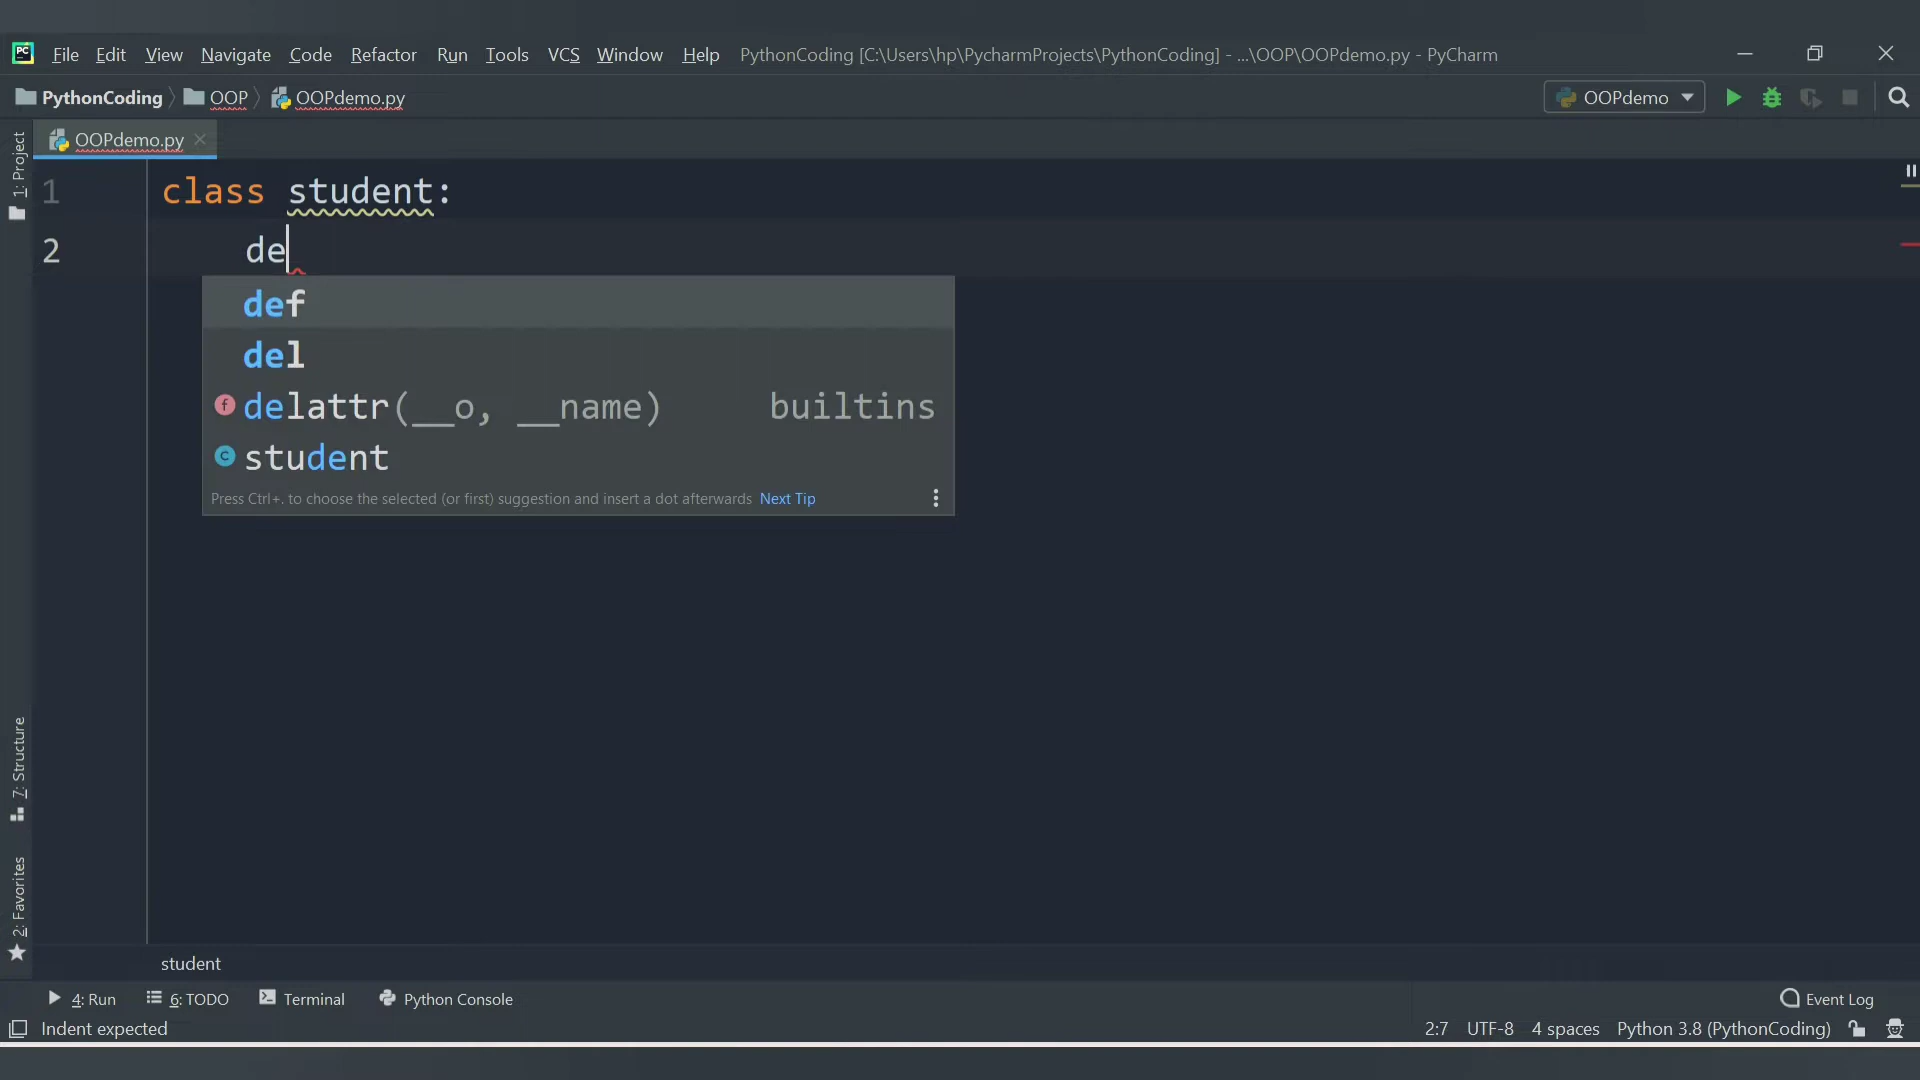 PC File Edit View Navigate Code Refactor Run Tools VCS Window Help PythonCoding [C:\Users\hp\PycharmProjects\PythonCoding] - ...\OOP\OOPdemo.py - PyCharm
PythonCoding OOP OOPdemo.py OOPdemo
OOPdemo.py
1: Project
1 class student:
2 de
def
del
f delattr(__o, __name) builtins
c student
Press Ctrl+. to choose the selected (or first) suggestion and insert a dot afterwards Next Tip
7: Structure
2: Favorites
student
4: Run 6: TODO Terminal Python Console Event Log
Indent expected 2:7 UTF-8 4 spaces Python 3.8 (PythonCoding)